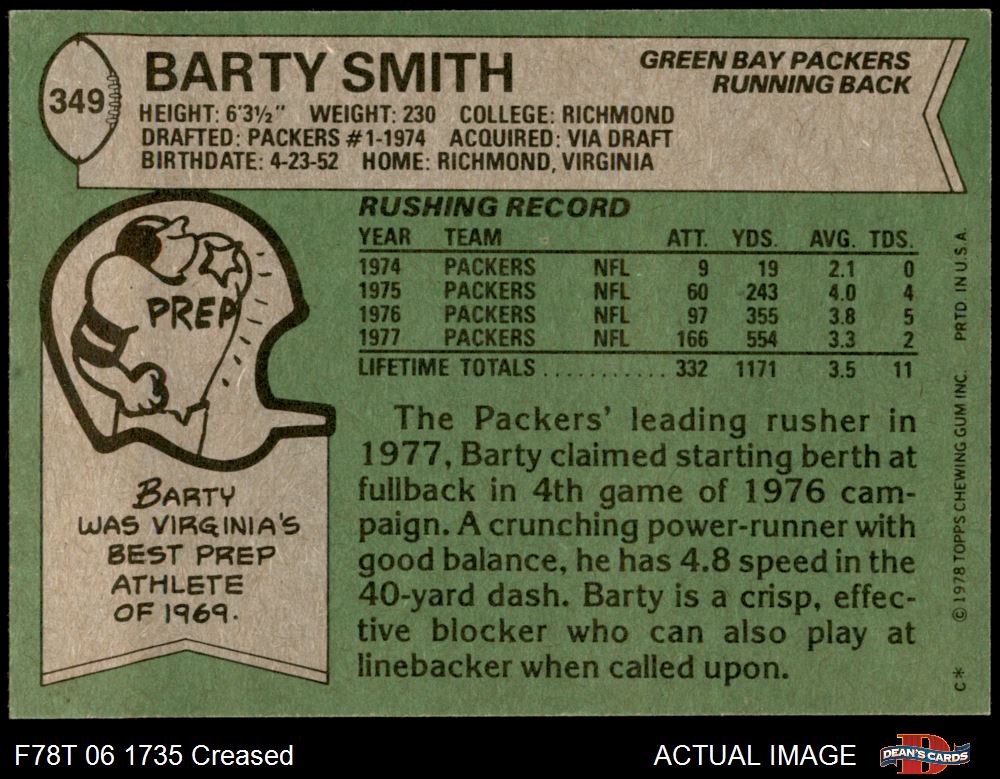 349
BARTY SMITH
GREEN BAY PACKERS
RUNNING BACK
HEIGHT: 6'3½" WEIGHT: 230 COLLEGE: RICHMOND
DRAFTED: PACKERS #1-1974 ACQUIRED: VIA DRAFT
BIRTHDATE: 4-23-52 HOME: RICHMOND, VIRGINIA
PREP
BARTY
WAS VIRGINIA'S
BEST PREP
ATHLETE
OF 1969.
RUSHING RECORD
YEAR TEAM ATT. YDS. AVG. TDS.
1974 PACKERS NFL 9 19 2.1 0
1975 PACKERS NFL 60 243 4.0 4
1976 PACKERS NFL 97 355 3.8 5
1977 PACKERS NFL 166 554 3.3 2
LIFETIME TOTALS ........... 332 1171 3.5 11
The Packers' leading rusher in
1977, Barty claimed starting berth at
fullback in 4th game of 1976 cam-
paign. A crunching power-runner with
good balance, he has 4.8 speed in the
40-yard dash. Barty is a crisp, effec-
tive blocker who can also play at
linebacker when called upon.
C* © 1978 TOPPS CHEWING GUM INC. PRTD. IN U.S.A.
F78T 06 1735 Creased
ACTUAL IMAGE
DEAN'S CARDS